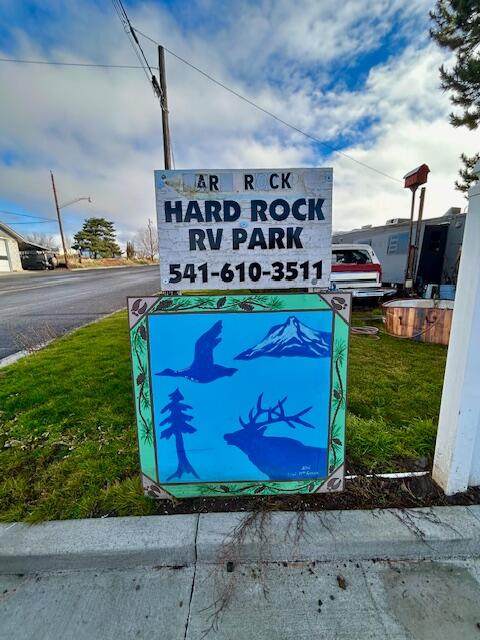 AR ROCK
HARD ROCK
RV PARK
541-610-3511